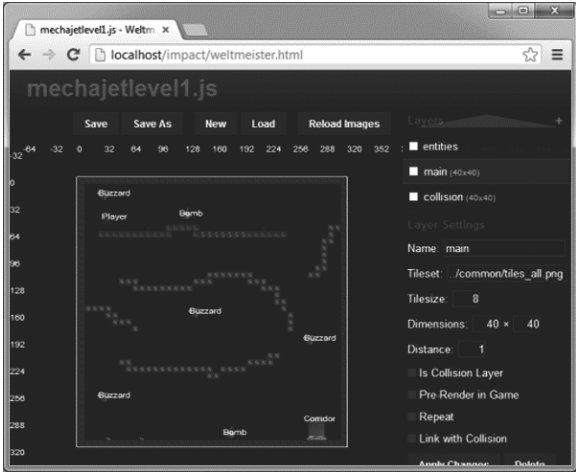 mechajetlevel1.js - Weltm
localhost/impact/weltmeister.html
mechajetlevel1.js
Save Save As New Load Reload Images
Layers +
-64 -32 0 32 64 96 128 160 192 224 256 288 320 352
entities
main (40x40)
collision (40x40)
Layer Settings
Name: main
Tileset: ../common/tiles_all.png
Tilesize: 8
Dimensions: 40 × 40
Distance: 1
Is Collision Layer
Pre-Render in Game
Repeat
Link with Collision
Apply Changes Delete
-32
0
32
64
96
128
160
192
224
256
288
320
Buzzard
Player
Bomb
Buzzard
Buzzard
Buzzard
Corridor
Bomb